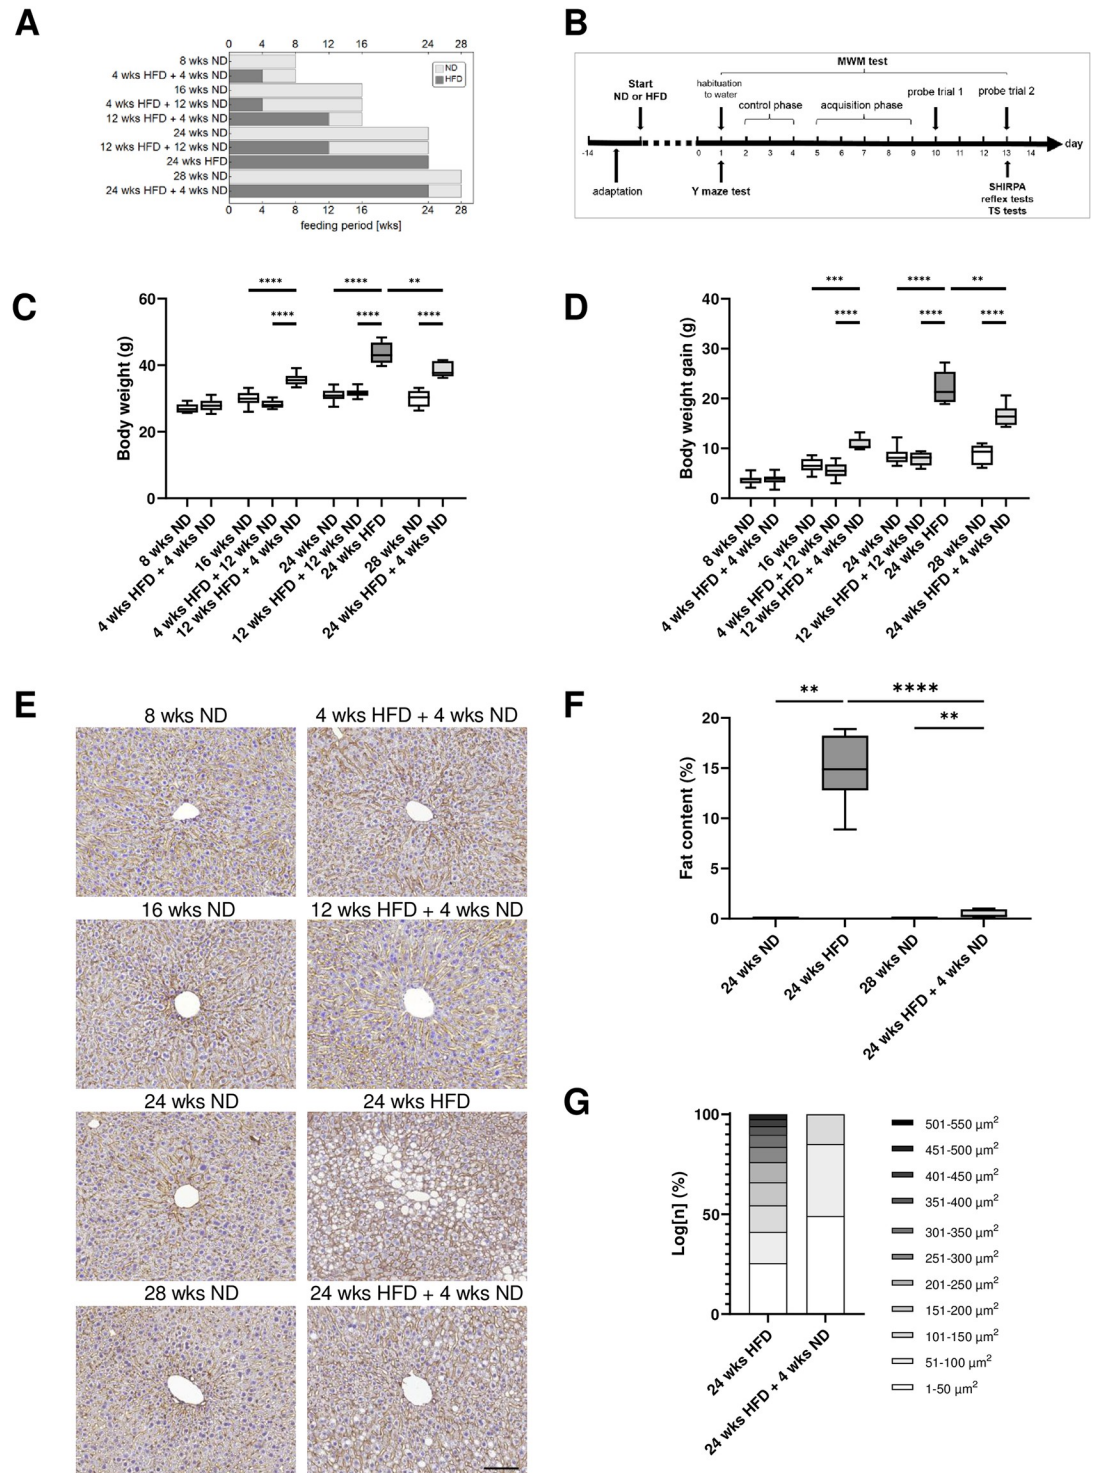 A
0 4 8 12 16 24 28
8 wks ND
4 wks HFD + 4 wks ND
16 wks ND
4 wks HFD + 12 wks ND
12 wks HFD + 4 wks ND
24 wks ND
12 wks HFD + 12 wks ND
24 wks HFD
28 wks ND
24 wks HFD + 4 wks ND
ND
HFD
0 4 8 12 16 24 28
feeding period [wks]
B
MWM test
Start
ND or HFD
habituation
to water
control phase
acquisition phase
probe trial 1
probe trial 2
day
-14 0 1 2 3 4 5 6 7 8 9 10 11 12 13 14
adaptation
Y maze test
SHIRPA
reflex tests
TS tests
C
**** **** **
**** **** ****
Body weight (g)
60
40
20
0
8 wks ND
4 wks HFD + 4 wks ND
16 wks ND
4 wks HFD + 12 wks ND
12 wks HFD + 4 wks ND
24 wks ND
12 wks HFD + 12 wks ND
24 wks HFD
28 wks ND
24 wks HFD + 4 wks ND
D
*** **** **
**** **** ****
Body weight gain (g)
40
30
20
10
0
8 wks ND
4 wks HFD + 4 wks ND
16 wks ND
4 wks HFD + 12 wks ND
12 wks HFD + 4 wks ND
24 wks ND
12 wks HFD + 12 wks ND
24 wks HFD
28 wks ND
24 wks HFD + 4 wks ND
E
8 wks ND
4 wks HFD + 4 wks ND
16 wks ND
12 wks HFD + 4 wks ND
24 wks ND
24 wks HFD
28 wks ND
24 wks HFD + 4 wks ND
F
** ****
**
Fat content (%)
20
15
10
5
0
24 wks ND
24 wks HFD
28 wks ND
24 wks HFD + 4 wks ND
G
Log[n] (%)
100
50
0
24 wks HFD
24 wks HFD + 4 wks ND
501-550 µm²
451-500 µm²
401-450 µm²
351-400 µm²
301-350 µm²
251-300 µm²
201-250 µm²
151-200 µm²
101-150 µm²
51-100 µm²
1-50 µm²